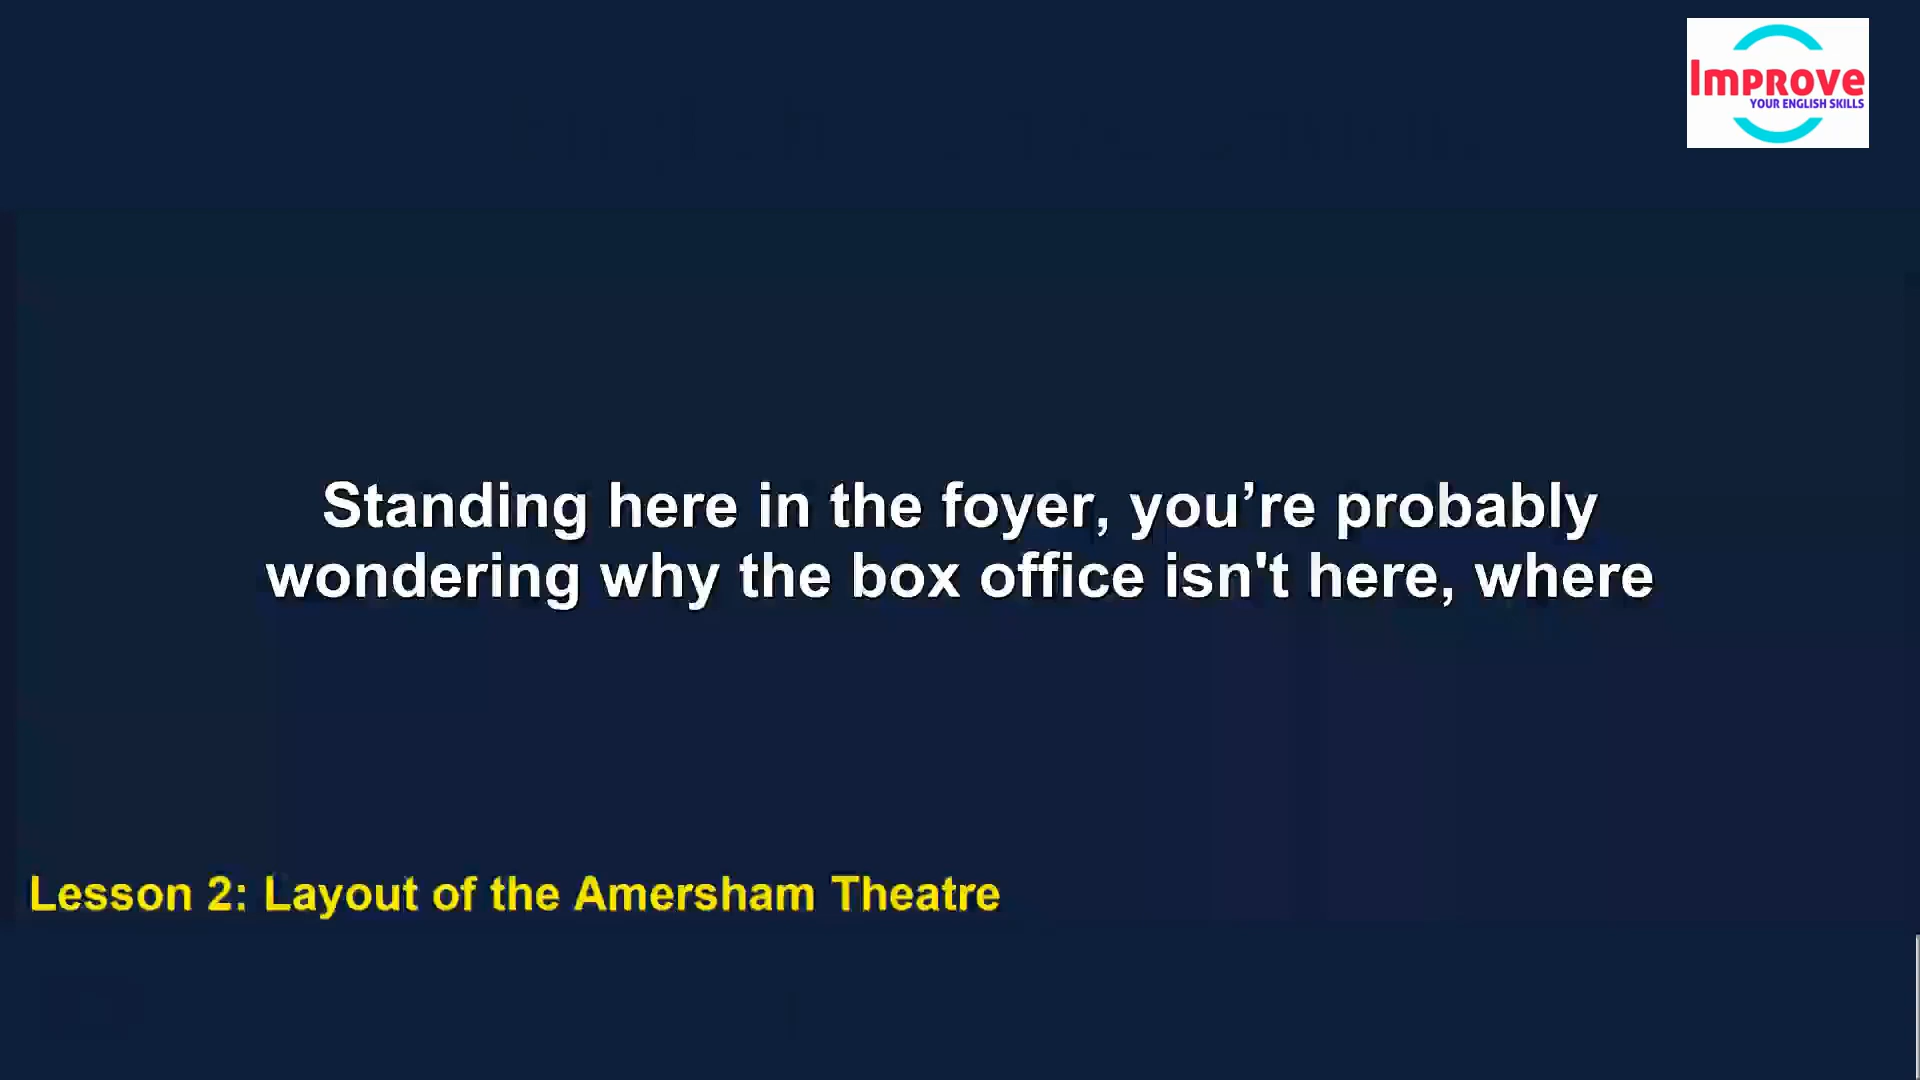 Improve
YOUR ENGLISH SKILLS
Standing here in the foyer, you’re probably
wondering why the box office isn't here, where
Lesson 2: Layout of the Amersham Theatre